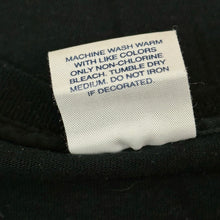 MACHINE WASH WARM
WITH LIKE COLORS
ONLY NON-CHLORINE
BLEACH. TUMBLE DRY
MEDIUM. DO NOT IRON
IF DECORATED.